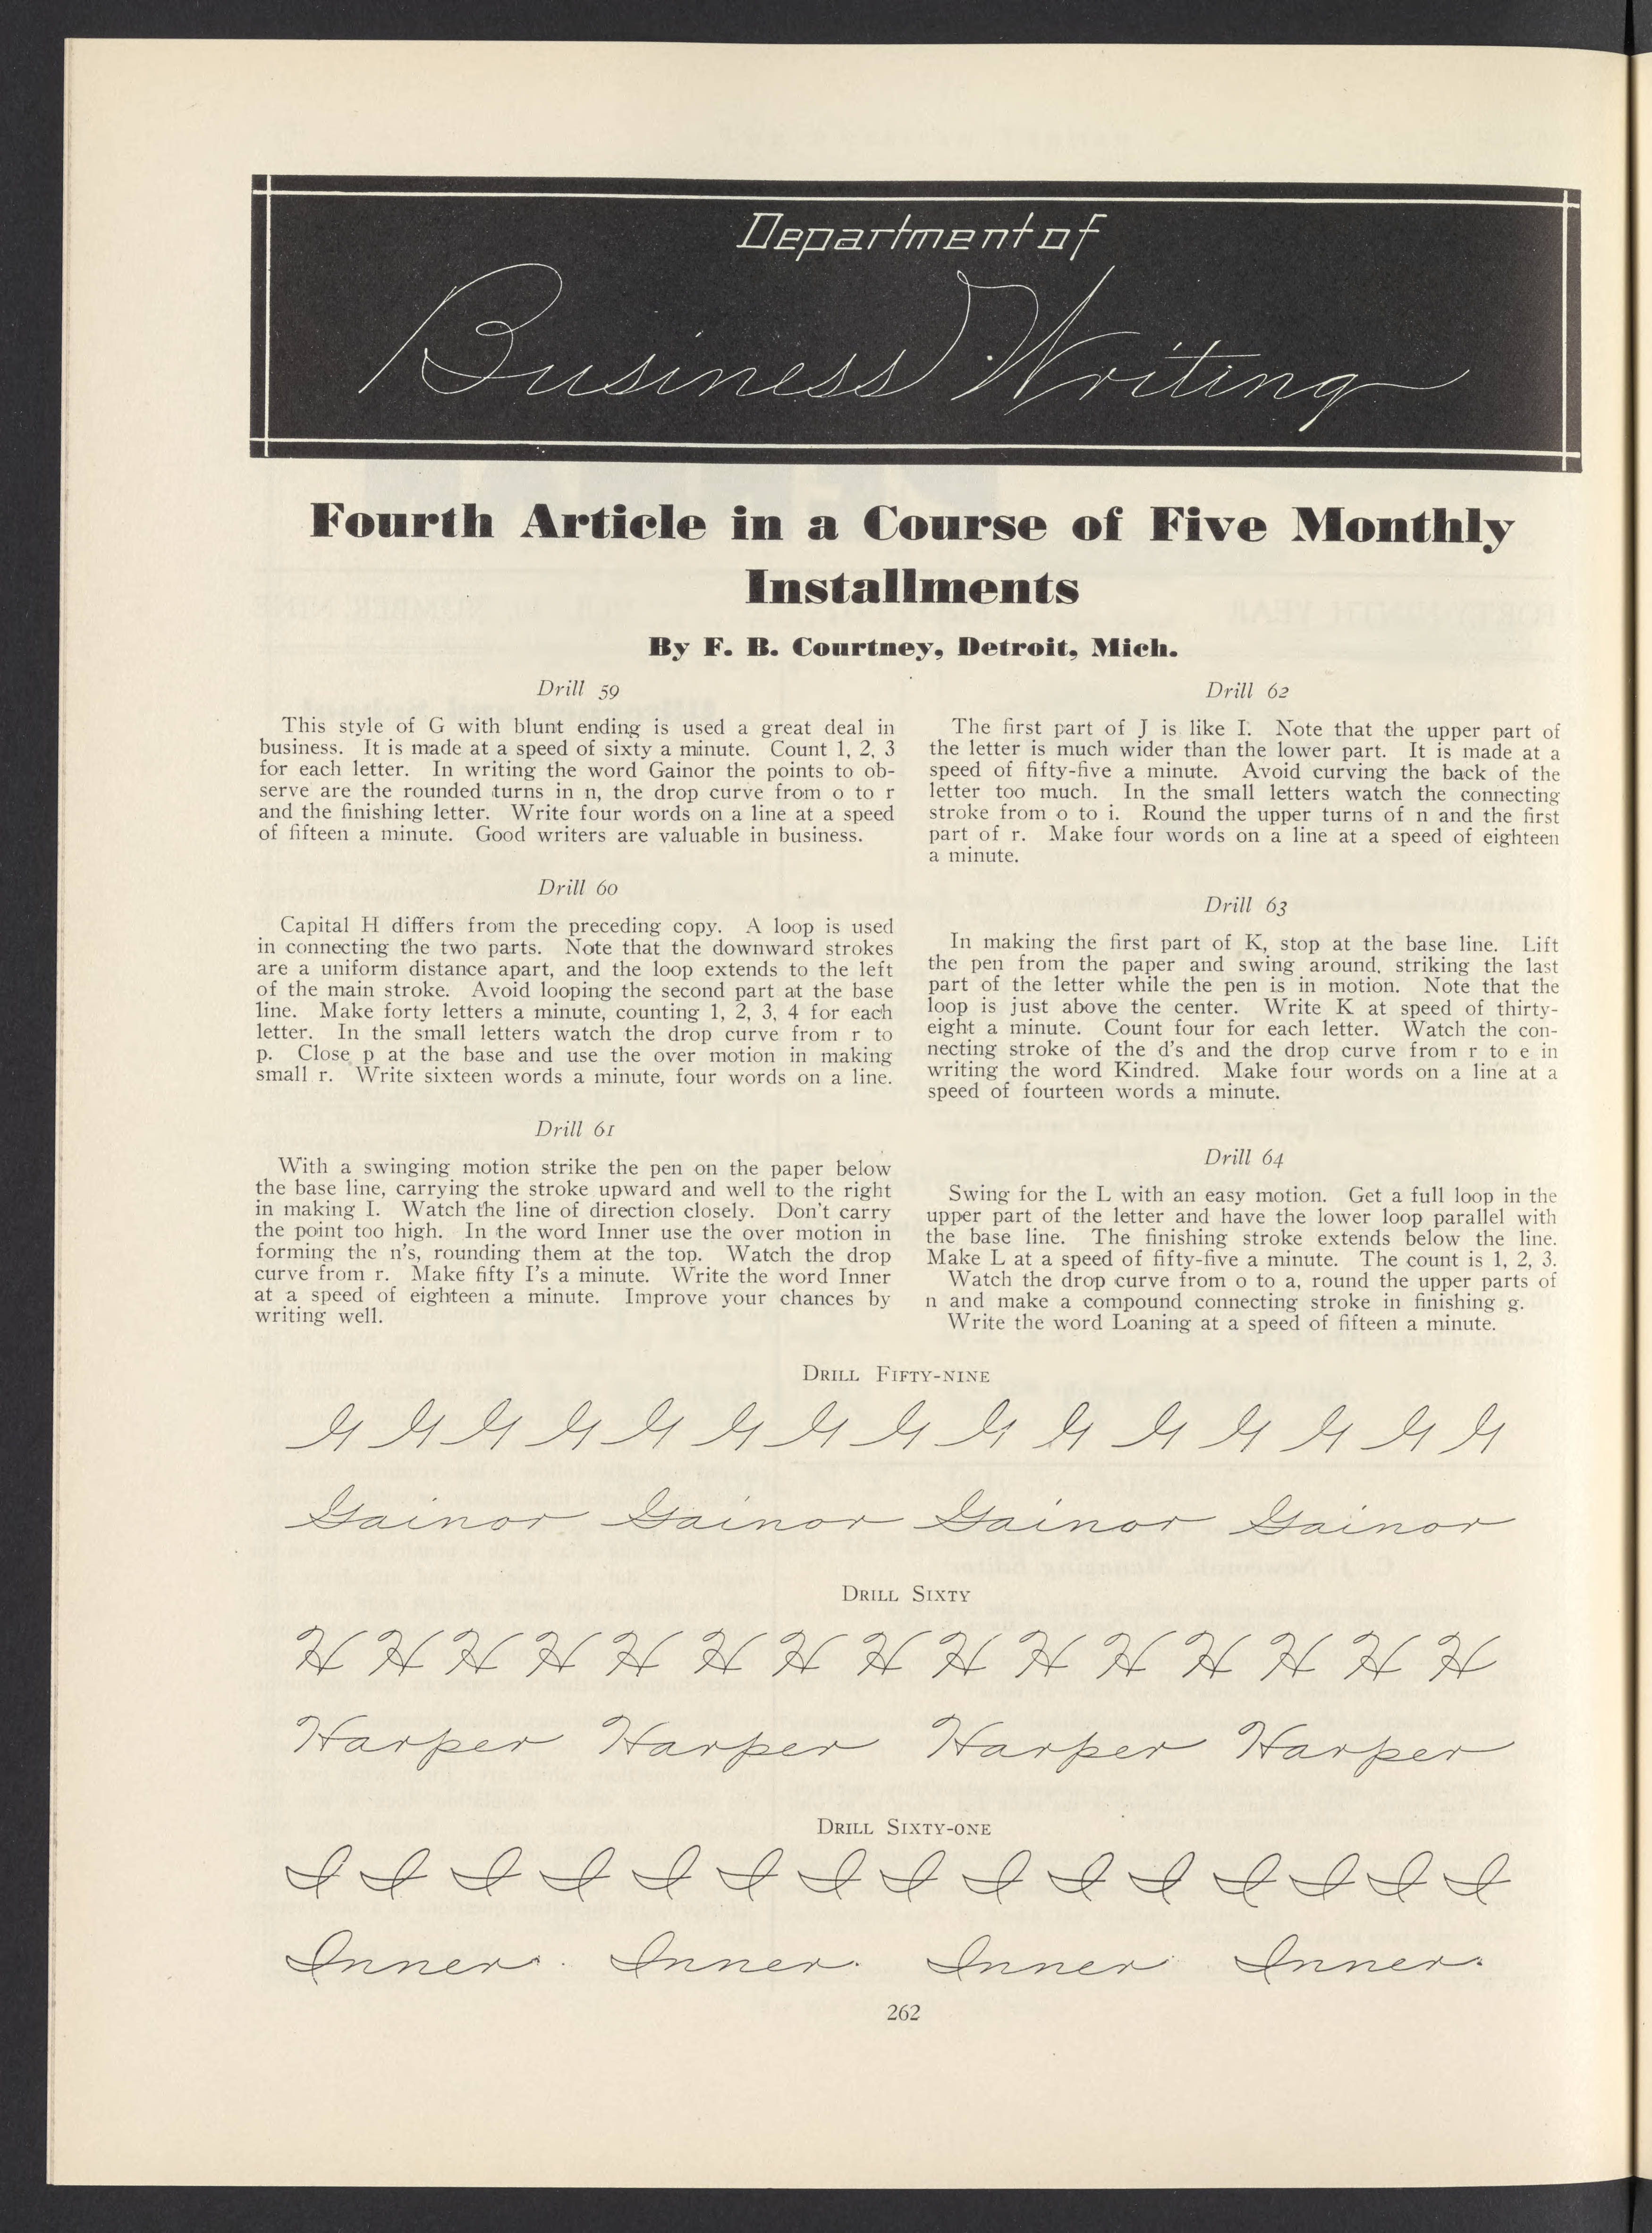 Department of
Business Writing
Fourth Article in a Course of Five Monthly
Installments
By F. B. Courtney, Detroit, Mich.
Drill 59
This style of G with blunt ending is used a great deal in
business. It is made at a speed of sixty a minute. Count 1, 2, 3
for each letter. In writing the word Gainor the points to ob-
serve are the rounded turns in n, the drop curve from o to r
and the finishing letter. Write four words on a line at a speed
of fifteen a minute. Good writers are valuable in business.
Drill 60
Capital H differs from the preceding copy. A loop is used
in connecting the two parts. Note that the downward strokes
are a uniform distance apart, and the loop extends to the left
of the main stroke. Avoid looping the second part at the base
line. Make forty letters a minute, counting 1, 2, 3, 4 for each
letter. In the small letters watch the drop curve from r to
p. Close p at the base and use the over motion in making
small r. Write sixteen words a minute, four words on a line.
Drill 61
With a swinging motion strike the pen on the paper below
the base line, carrying the stroke upward and well to the right
in making I. Watch the line of direction closely. Don't carry
the point too high. In the word Inner use the over motion in
forming the n's, rounding them at the top. Watch the drop
curve from r. Make fifty I's a minute. Write the word Inner
at a speed of eighteen a minute. Improve your chances by
writing well.
Drill 62
The first part of J is like I. Note that the upper part of
the letter is much wider than the lower part. It is made at a
speed of fifty-five a minute. Avoid curving the back of the
letter too much. In the small letters watch the connecting
stroke from o to i. Round the upper turns of n and the first
part of r. Make four words on a line at a speed of eighteen
a minute.
Drill 63
In making the first part of K, stop at the base line. Lift
the pen from the paper and swing around, striking the last
part of the letter while the pen is in motion. Note that the
loop is just above the center. Write K at speed of thirty-
eight a minute. Count four for each letter. Watch the con-
necting stroke of the d's and the drop curve from r to e in
writing the word Kindred. Make four words on a line at a
speed of fourteen words a minute.
Drill 64
Swing for the L with an easy motion. Get a full loop in the
upper part of the letter and have the lower loop parallel with
the base line. The finishing stroke extends below the line.
Make L at a speed of fifty-five a minute. The count is 1, 2, 3.
Watch the drop curve from o to a, round the upper parts of
n and make a compound connecting stroke in finishing g.
Write the word Loaning at a speed of fifteen a minute.
Drill Fifty-nine
G G G G G G G G G G G G G G G
Gainor Gainor Gainor Gainor
Drill Sixty
H H H H H H H H H H H H H H H
Harper Harper Harper Harper
Drill Sixty-one
I I I I I I I I I I I I I I I
Inner. Inner. Inner Inner.
262